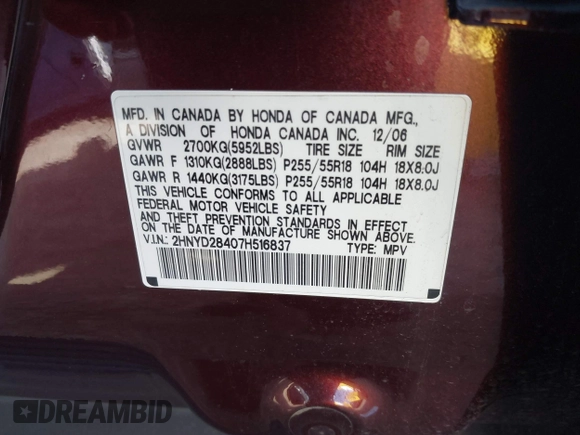 MFD. IN CANADA BY HONDA OF CANADA MFG.,
A DIVISION OF HONDA CANADA INC. 12/06
GVWR 2700KG(5952LBS) TIRE SIZE RIM SIZE
GAWR F 1310KG(2888LBS) P255/55R18 104H 18X8.0J
GAWR R 1440KG(3175LBS) P255/55R18 104H 18X8.0J
THIS VEHICLE CONFORMS TO ALL APPLICABLE
FEDERAL MOTOR VEHICLE SAFETY
AND THEFT PREVENTION STANDARDS IN EFFECT
ON THE DATE OF MANUFACTURE SHOWN ABOVE.
V.I.N.: 2HNYD28407H516837 TYPE: MPV
DREAMBID